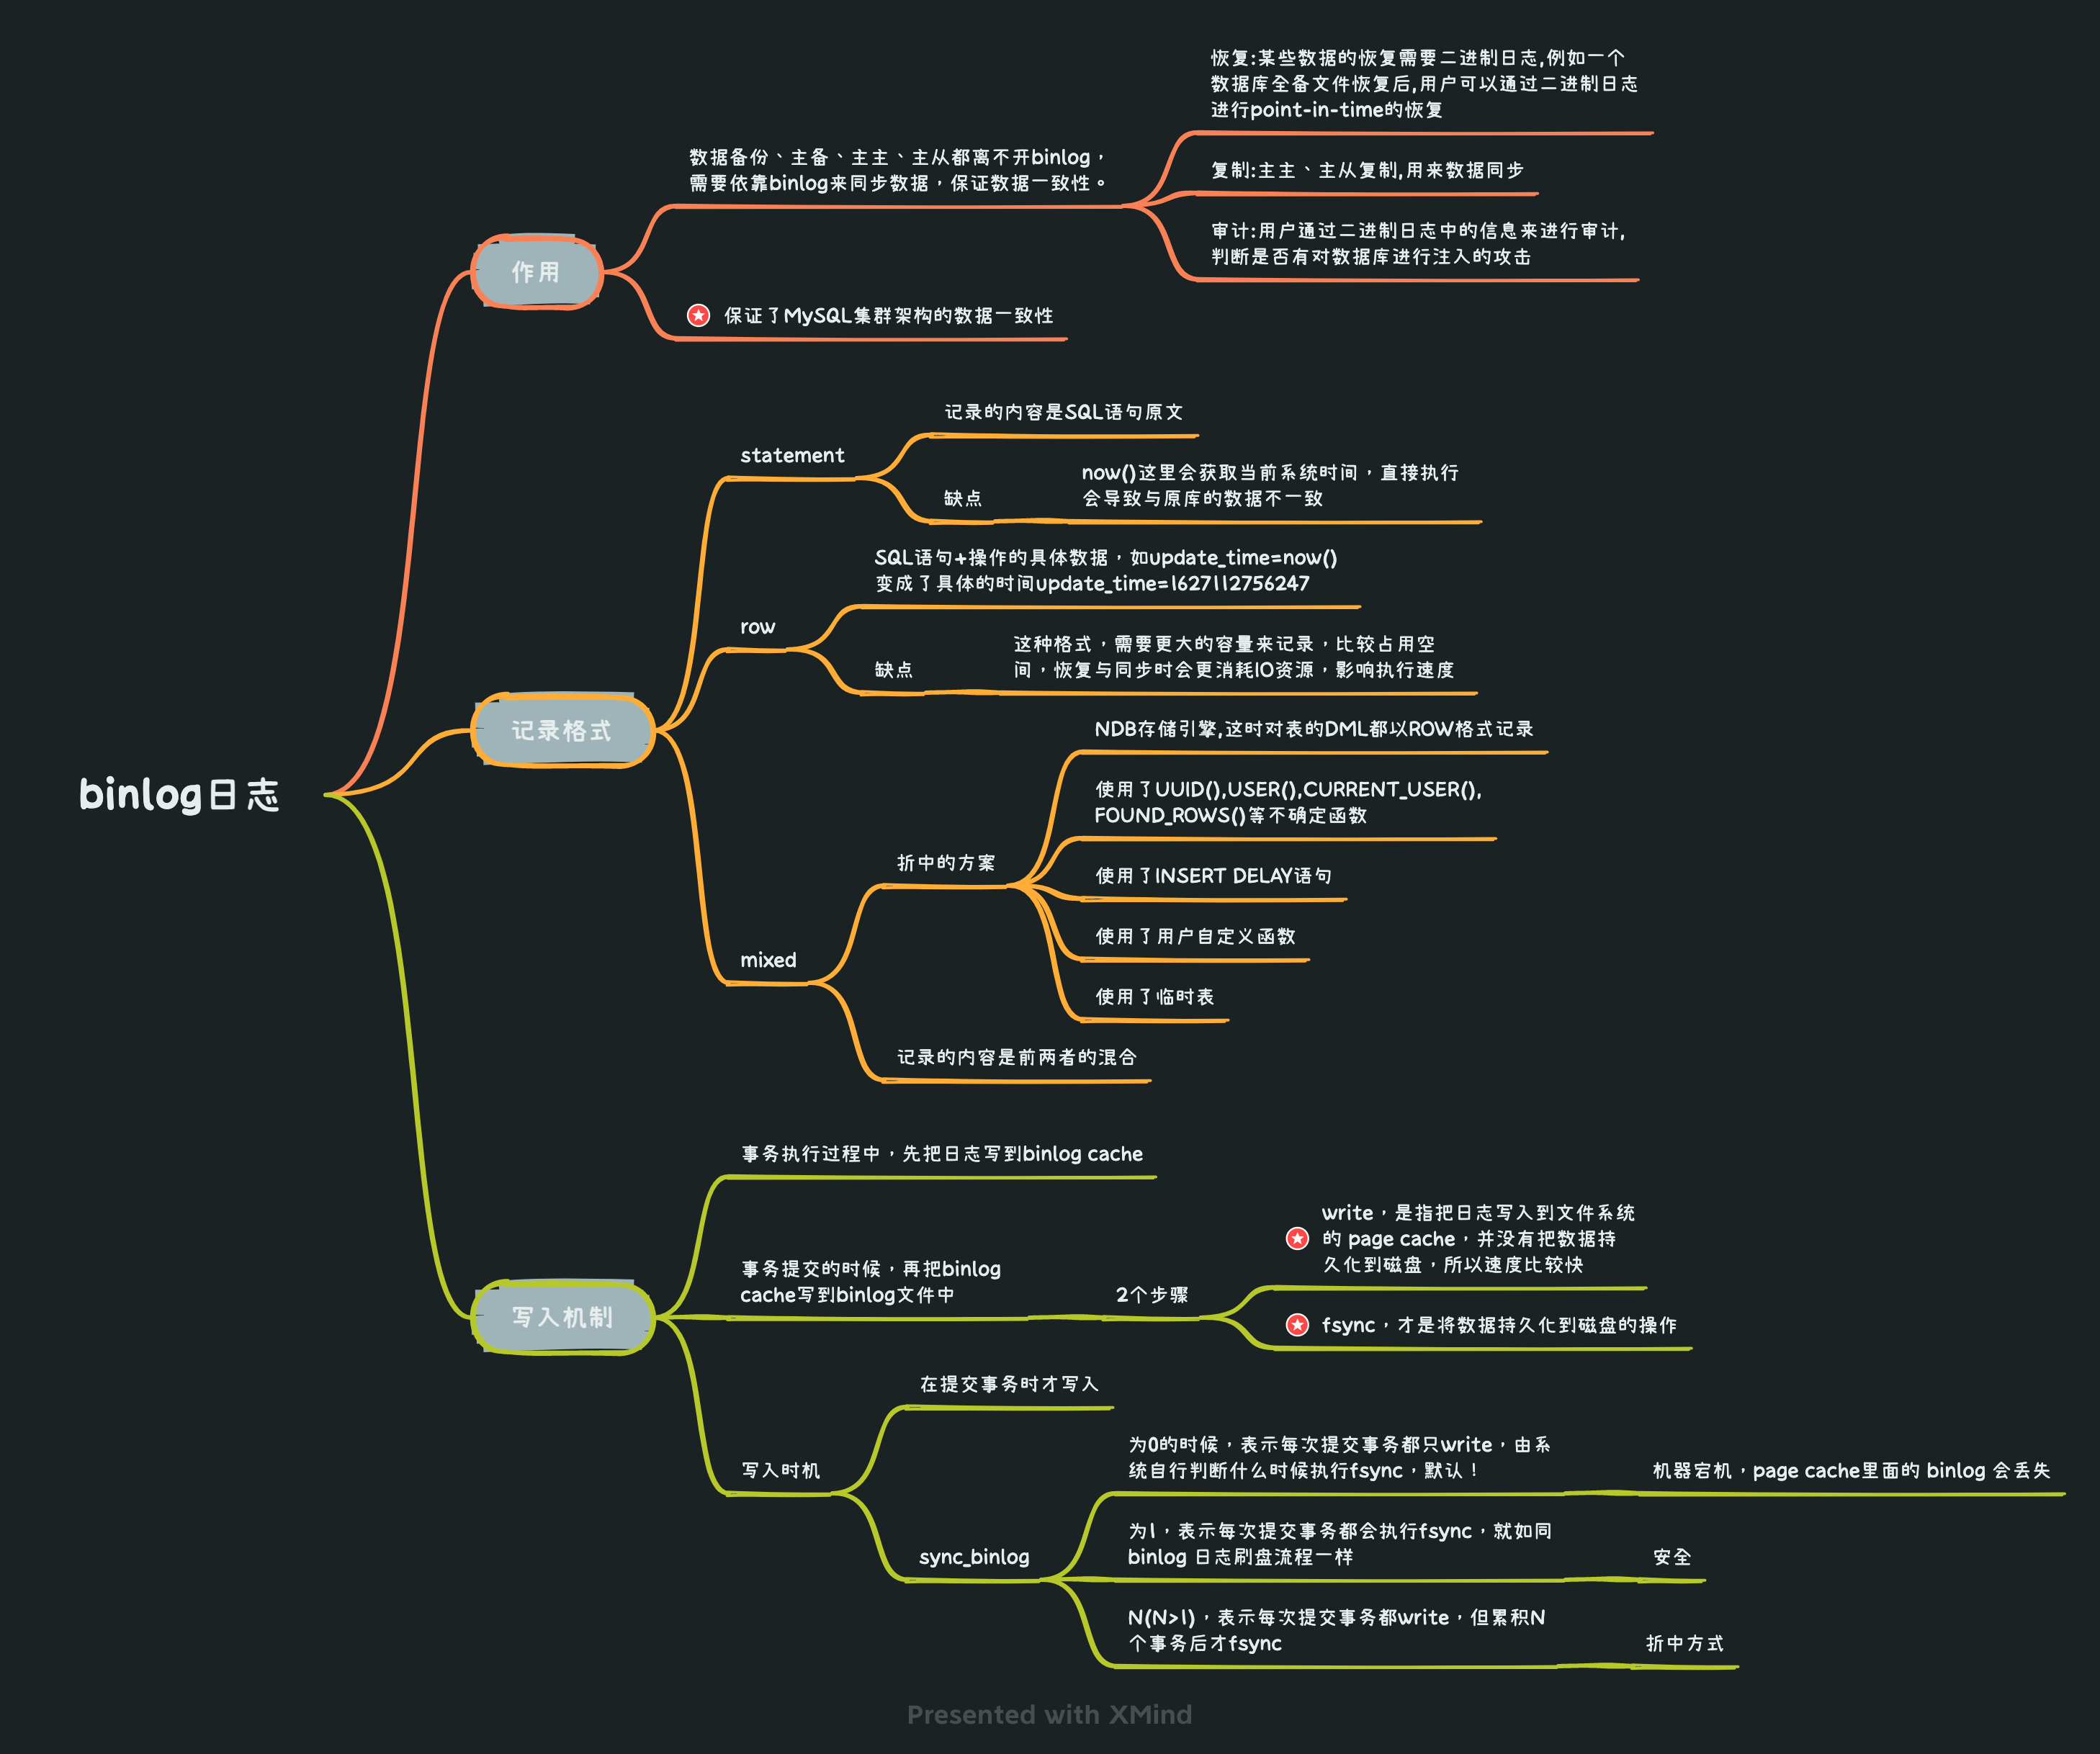 binlog日志
作用
数据备份、主备、主主、主从都离不开binlog，
需要依靠binlog来同步数据，保证数据一致性。
恢复:某些数据的恢复需要二进制日志,例如一个
数据库全备文件恢复后,用户可以通过二进制日志
进行point-in-time的恢复
复制:主主、主从复制,用来数据同步
审计:用户通过二进制日志中的信息来进行审计,
判断是否有对数据库进行注入的攻击
保证了MySQL集群架构的数据一致性
记录格式
statement
记录的内容是SQL语句原文
缺点
now()这里会获取当前系统时间，直接执行
会导致与原库的数据不一致
row
SQL语句+操作的具体数据，如update_time=now()
变成了具体的时间update_time=1627112756247
缺点
这种格式，需要更大的容量来记录，比较占用空
间，恢复与同步时会更消耗IO资源，影响执行速度
mixed
折中的方案
NDB存储引擎,这时对表的DML都以ROW格式记录
使用了UUID(),USER(),CURRENT_USER(),
FOUND_ROWS()等不确定函数
使用了INSERT DELAY语句
使用了用户自定义函数
使用了临时表
记录的内容是前两者的混合
写入机制
事务执行过程中，先把日志写到binlog cache
事务提交的时候，再把binlog
cache写到binlog文件中
2个步骤
write，是指把日志写入到文件系统
的 page cache，并没有把数据持
久化到磁盘，所以速度比较快
fsync，才是将数据持久化到磁盘的操作
写入时机
在提交事务时才写入
sync_binlog
为0的时候，表示每次提交事务都只write，由系
统自行判断什么时候执行fsync，默认！
机器宕机，page cache里面的 binlog 会丢失
为1，表示每次提交事务都会执行fsync，就如同
binlog 日志刷盘流程一样
安全
N(N>1)，表示每次提交事务都write，但累积N
个事务后才fsync
折中方式
Presented with XMind